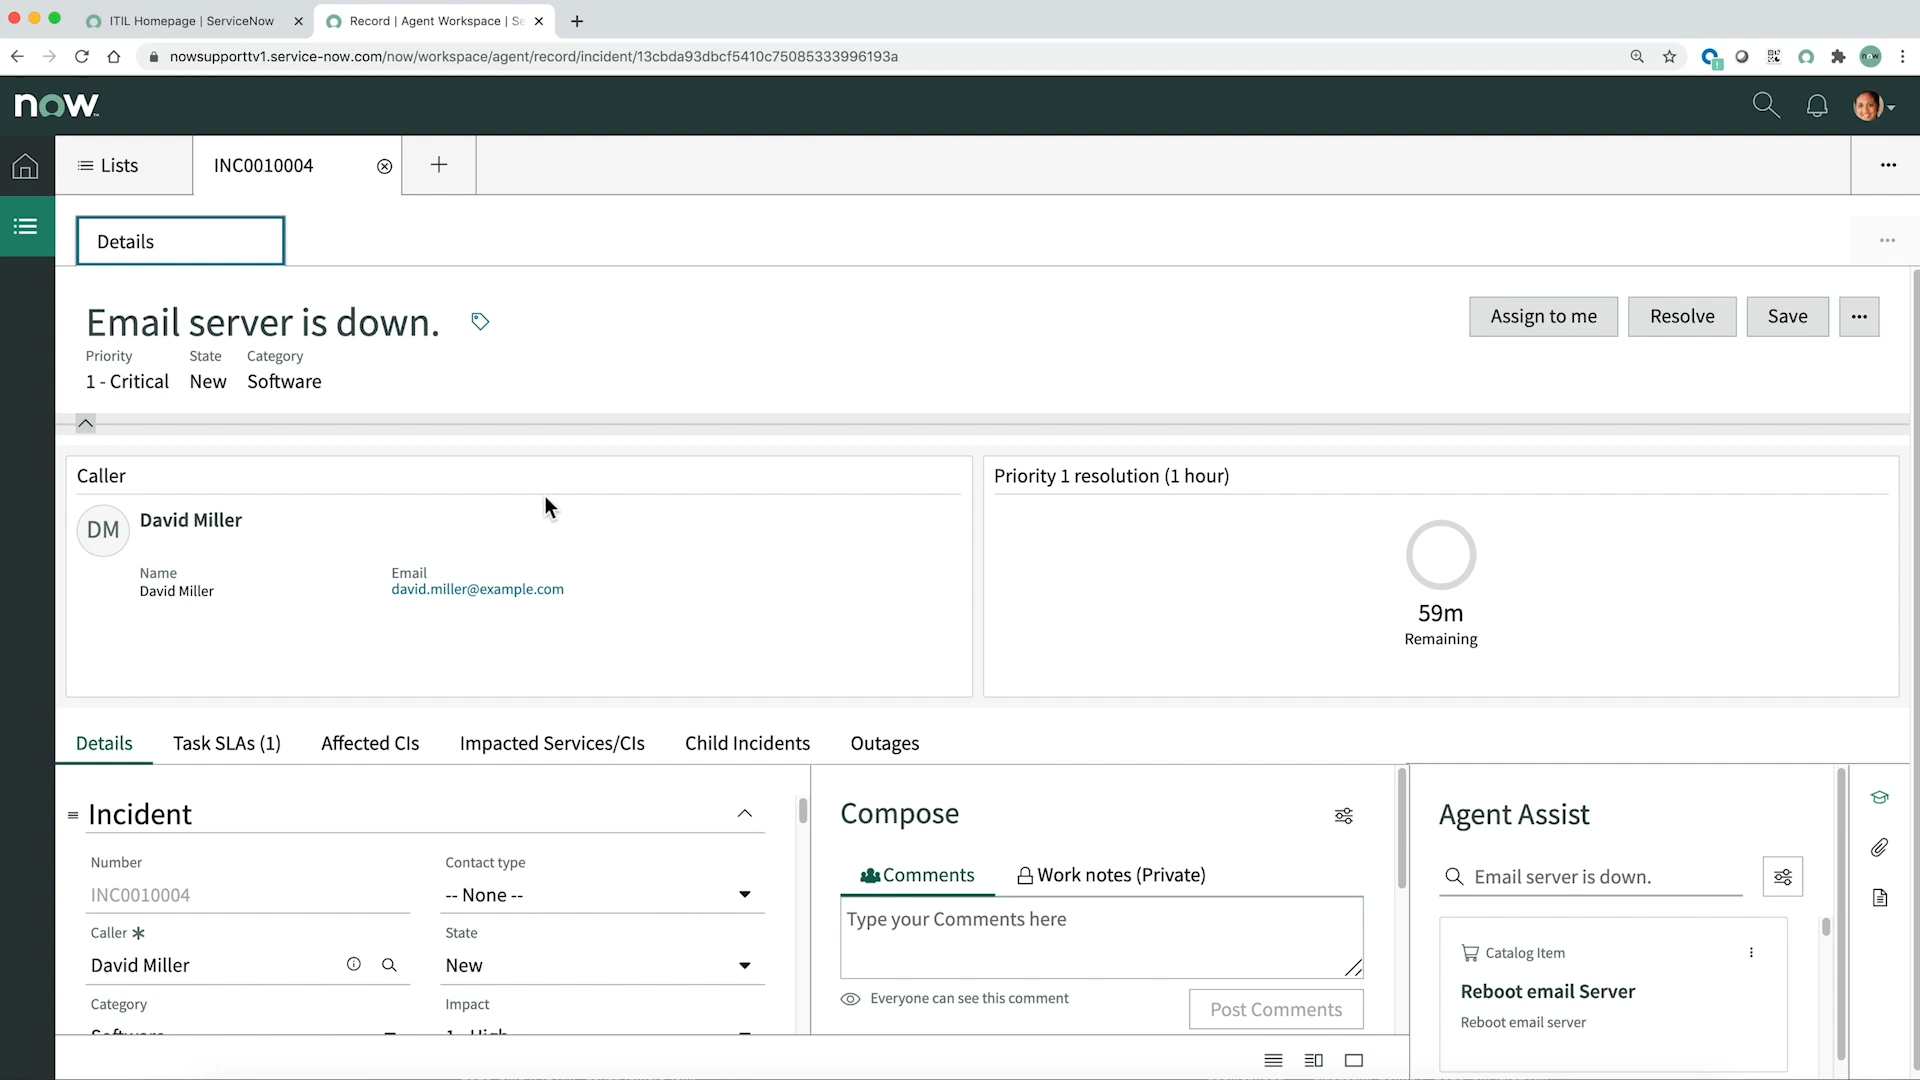 ITIL Homepage | ServiceNow
Record | Agent Workspace | Se
nowsupporttv1.service-now.com/now/workspace/agent/record/incident/13cbda93dbcf5410c75085333996193a
now
now
Lists
INC0010004
Details
Email server is down.
Assign to me
Resolve
Save
Priority State Category
1 - Critical New Software
Caller
Priority 1 resolution (1 hour)
DM
David Miller
Name Email
David Miller david.miller@example.com
59m
Remaining
Details Task SLAs (1) Affected CIs Impacted Services/CIs Child Incidents Outages
Incident
Number
INC0010004
Contact type
-- None --
Caller
David Miller
State
New
Category
Software
Impact
1 - High
Compose
Comments
Work notes (Private)
Type your Comments here
Everyone can see this comment
Post Comments
Agent Assist
Email server is down.
Catalog Item
Reboot email Server
Reboot email server